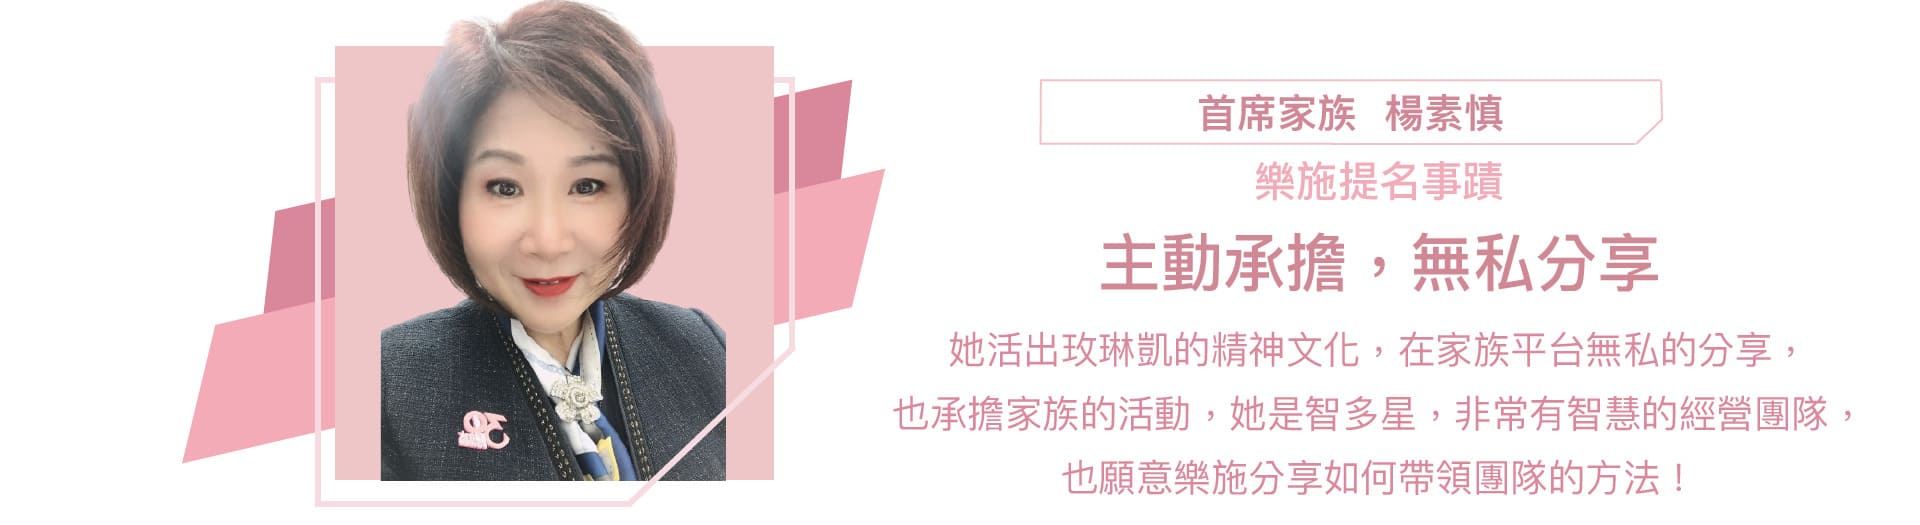 首席家族 楊素慎
樂施提名事蹟
主動承擔，無私分享
她活出玫琳凱的精神文化，在家族平台無私的分享，
也承擔家族的活動，她是智多星，非常有智慧的經營團隊，
也願意樂施分享如何帶領團隊的方法！